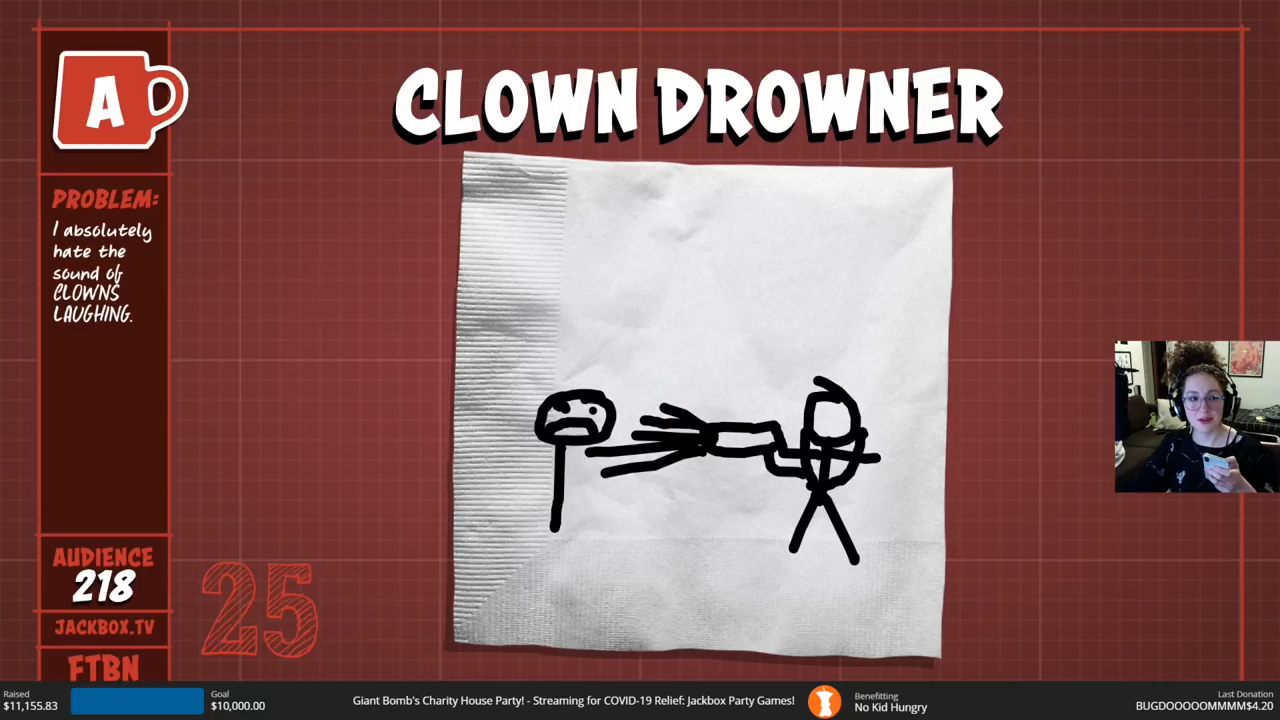 A
CLOWN DROWNER
PROBLEM:
I absolutely
hate the
sound of
CLOWNS
LAUGHING.
AUDIENCE
218
JACKBOX.TV
FTBN
25
Raised
$11,155.83
Goal
$10,000.00
Giant Bomb's Charity House Party! - Streaming for COVID-19 Relief: Jackbox Party Games!
Benefitting
No Kid Hungry
Last Donation
BUGDOOOOOMMMM$4.20